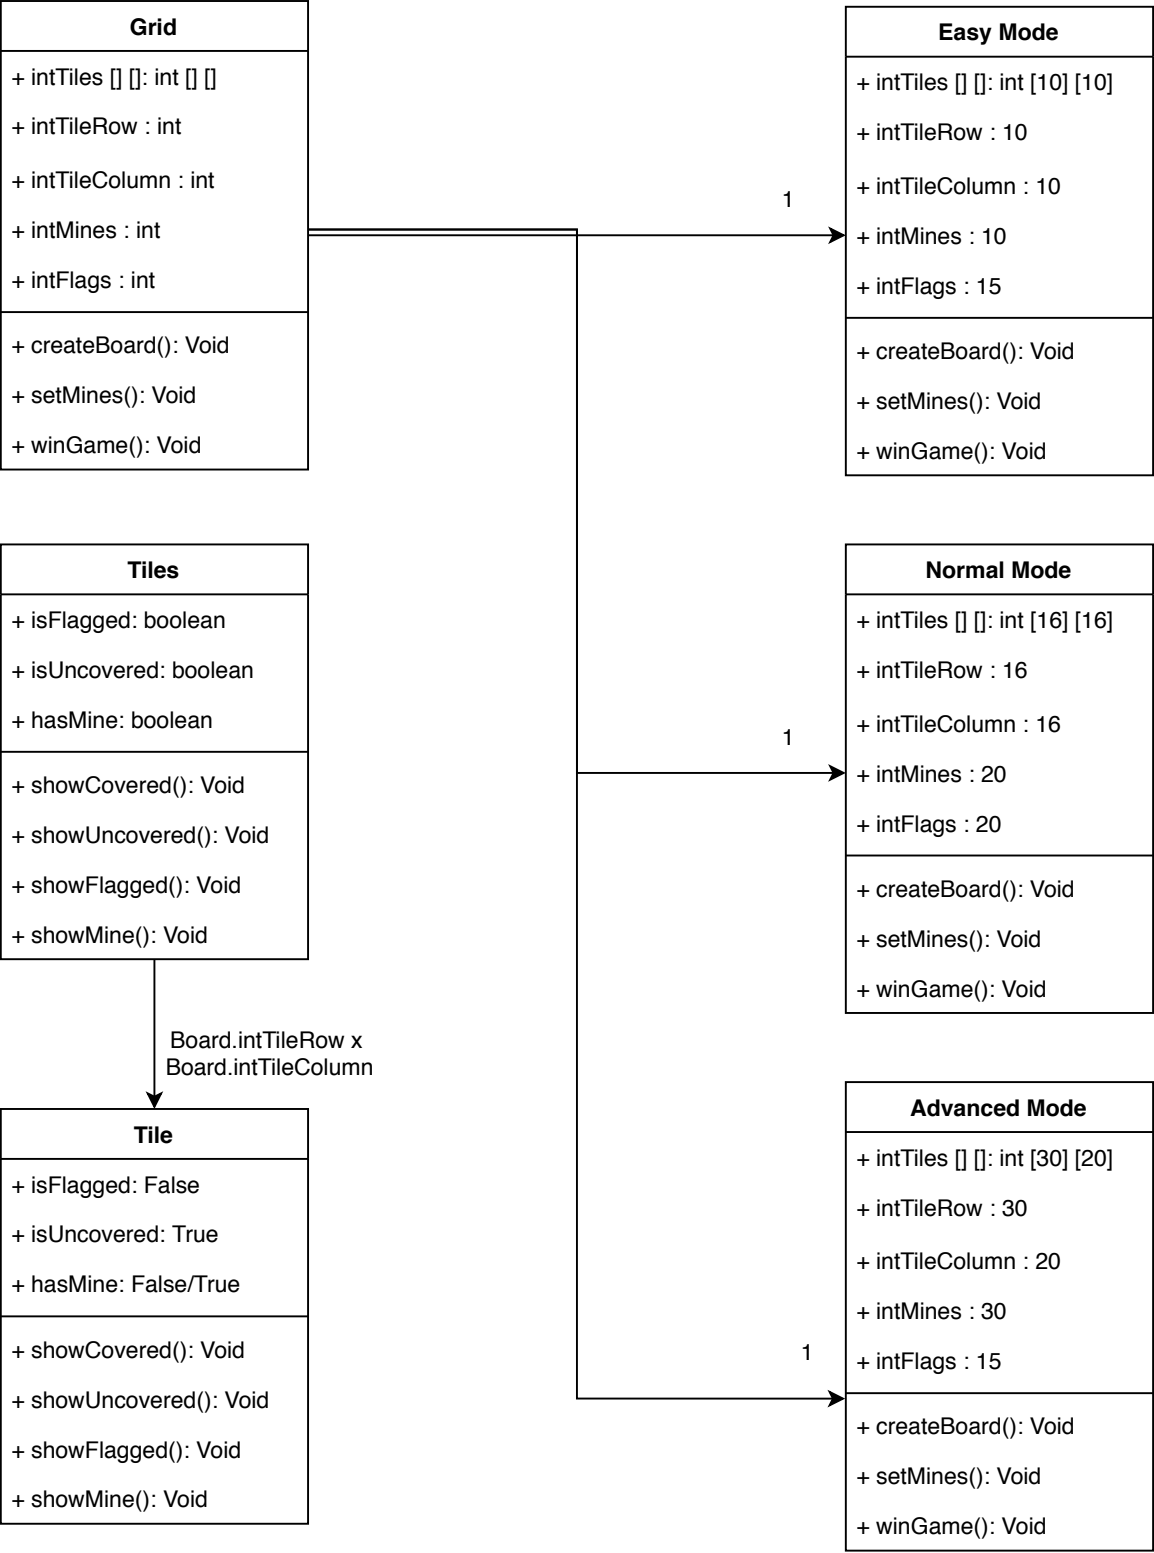 Grid
+ intTiles [] []: int [] []
+ intTileRow : int
+ intTileColumn : int
+ intMines : int
+ intFlags : int
+ createBoard(): Void
+ setMines(): Void
+ winGame(): Void
1
Easy Mode
+ intTiles [] []: int [10] [10]
+ intTileRow : 10
+ intTileColumn : 10
+ intMines : 10
+ intFlags : 15
+ createBoard(): Void
+ setMines(): Void
+ winGame(): Void
Tiles
+ isFlagged: boolean
+ isUncovered: boolean
+ hasMine: boolean
+ showCovered(): Void
+ showUncovered(): Void
+ showFlagged(): Void
+ showMine(): Void
1
Normal Mode
+ intTiles [] []: int [16] [16]
+ intTileRow : 16
+ intTileColumn : 16
+ intMines : 20
+ intFlags : 20
+ createBoard(): Void
+ setMines(): Void
+ winGame(): Void
Board.intTileRow x
Board.intTileColumn
Tile
+ isFlagged: False
+ isUncovered: True
+ hasMine: False/True
+ showCovered(): Void
+ showUncovered(): Void
+ showFlagged(): Void
+ showMine(): Void
1
Advanced Mode
+ intTiles [] []: int [30] [20]
+ intTileRow : 30
+ intTileColumn : 20
+ intMines : 30
+ intFlags : 15
+ createBoard(): Void
+ setMines(): Void
+ winGame(): Void